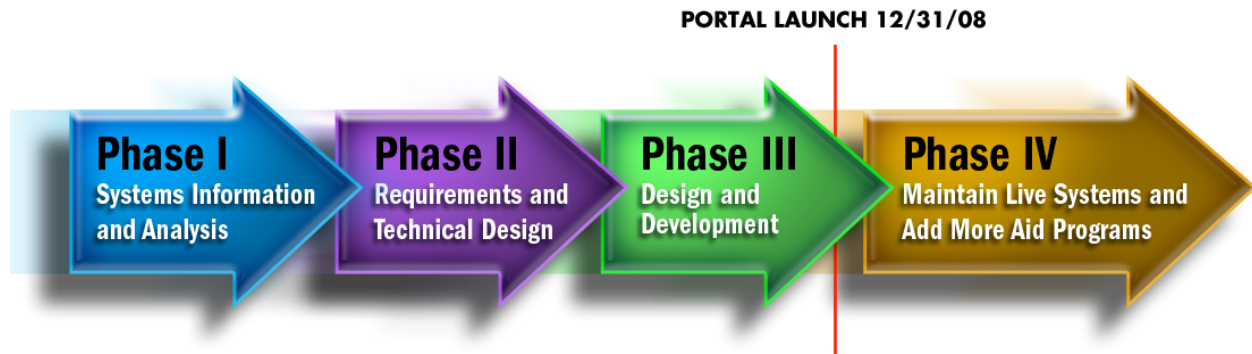 PORTAL LAUNCH 12/31/08
Phase I
Systems Information
and Analysis
Phase II
Requirements and
Technical Design
Phase III
Design and
Development
Phase IV
Maintain Live Systems and
Add More Aid Programs